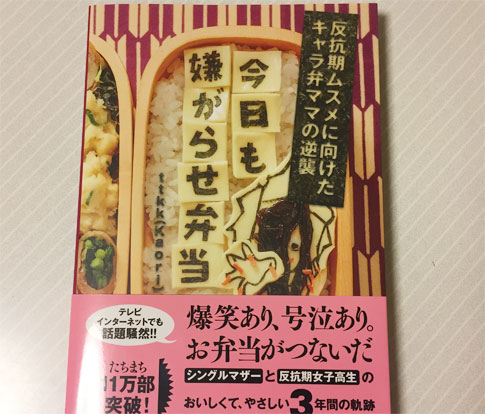 反抗期ムスメに向けた
キャラ弁ママの逆襲
今日も
嫌がらせ弁当
ttkk(Kaori)
テレビ
インターネットでも
話題騒然!!
たちまち
1万部
突破!
爆笑あり、号泣あり。
お弁当がつないだ
シングルマザーと反抗期女子高生の
おいしくて、やさしい3年間の軌跡